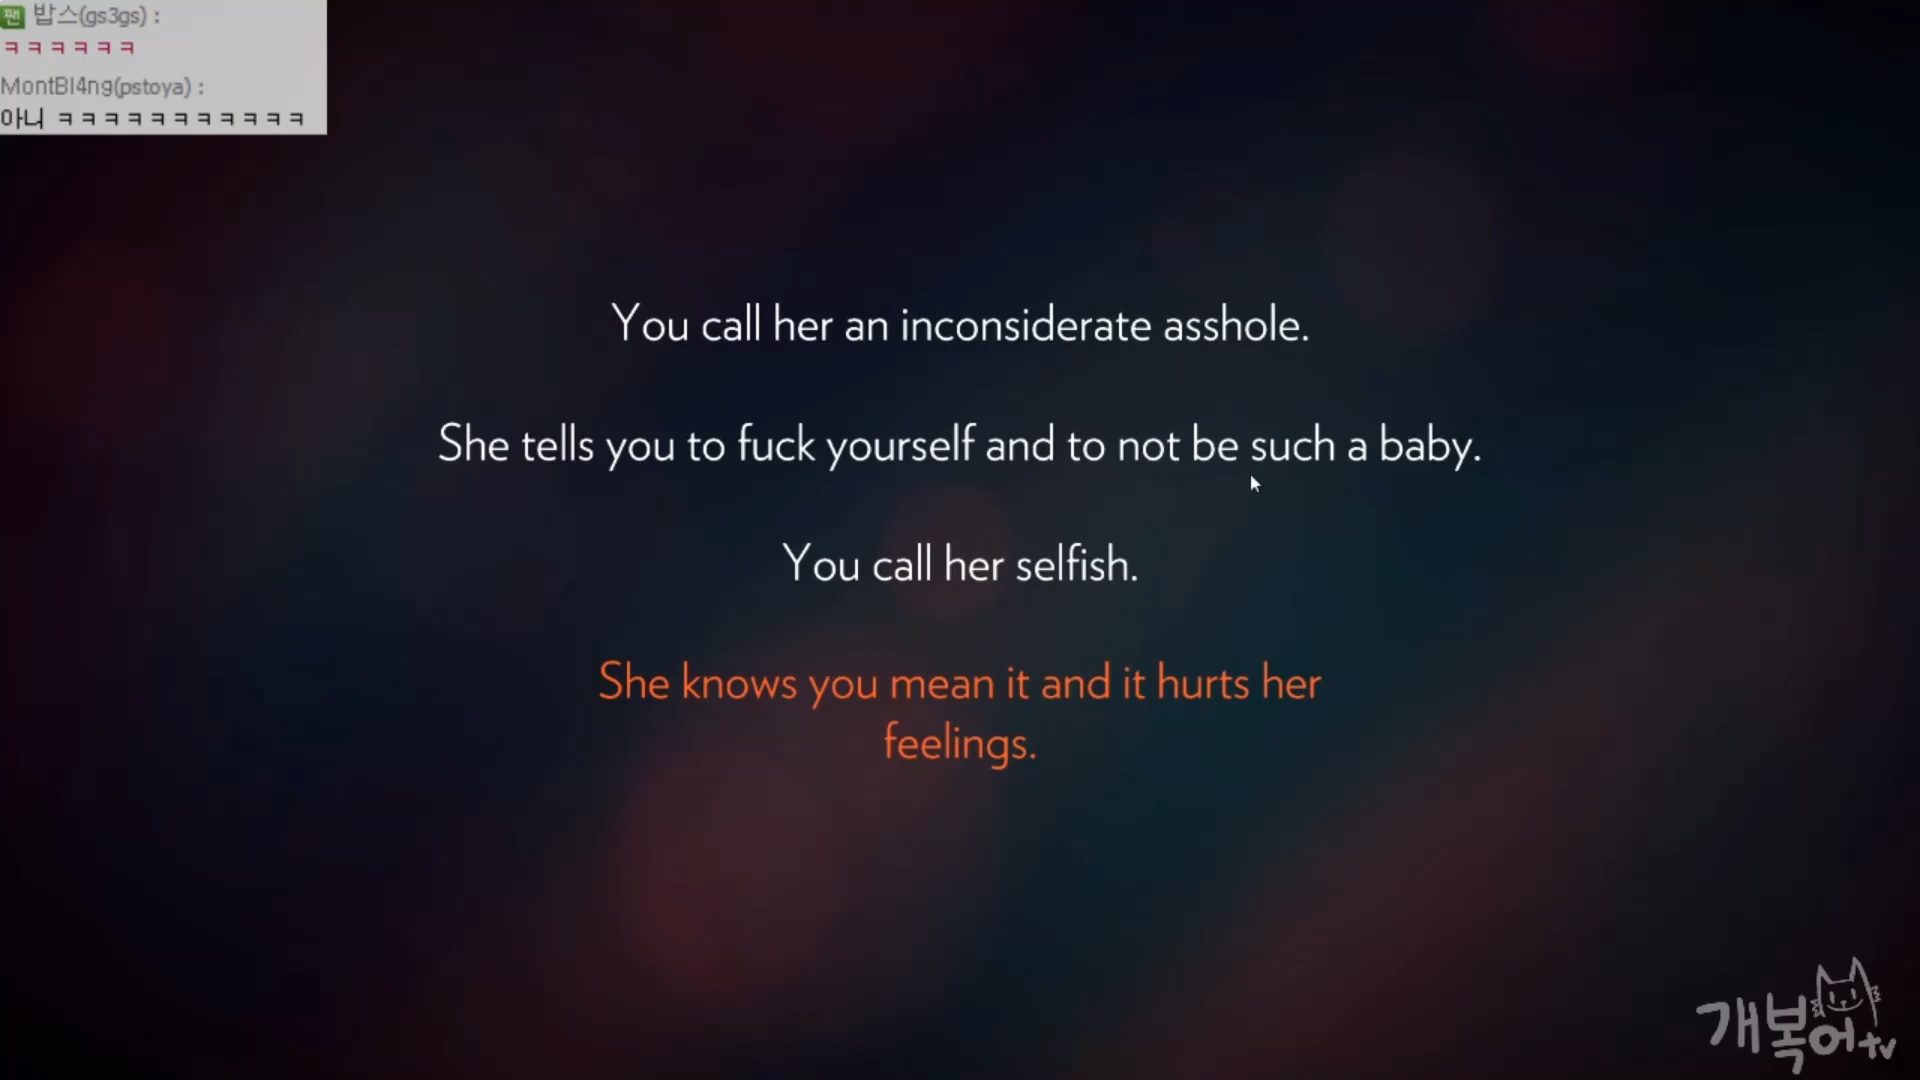 팬 밥스(gs3gs) :
ㅋㅋㅋㅋㅋㅋ
MontBl4ng(pstoya) :
아니 ㅋㅋㅋㅋㅋㅋㅋㅋㅋㅋㅋ
You call her an inconsiderate asshole.
She tells you to fuck yourself and to not be such a baby.
You call her selfish.
She knows you mean it and it hurts her
feelings.
개복어tv